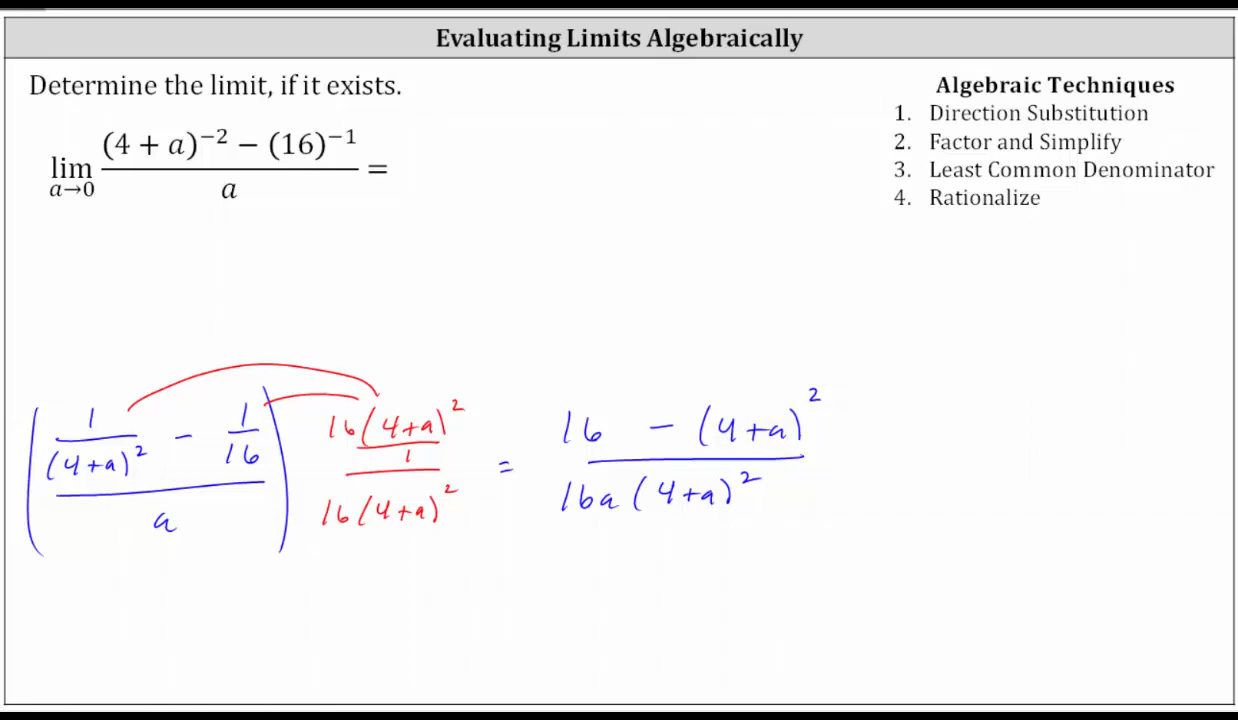 Evaluating Limits Algebraically
Determine the limit, if it exists.
lim a→0 ((4 + a)⁻² − (16)⁻¹)/a =
Algebraic Techniques
1. Direction Substitution
2. Factor and Simplify
3. Least Common Denominator
4. Rationalize
((1/(4+a)² − 1/16)/a) (16(4+a)²/1)/(16(4+a)²) = (16 − (4+a)²)/(16a(4+a)²)